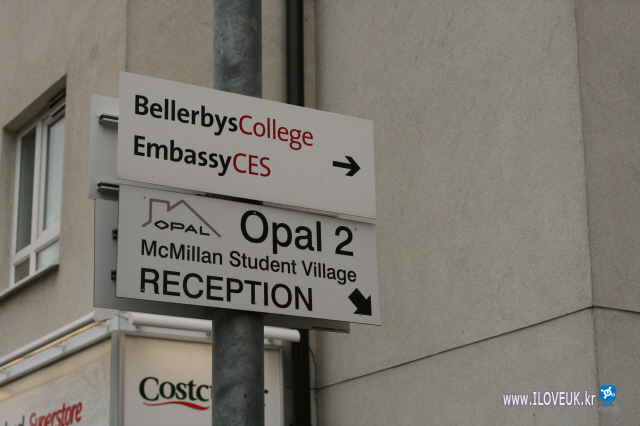 BellerbysCollege
EmbassyCES
OPAL
Opal 2
McMillan Student Village
RECEPTION
Superstore
www.ILOVEUK.kr